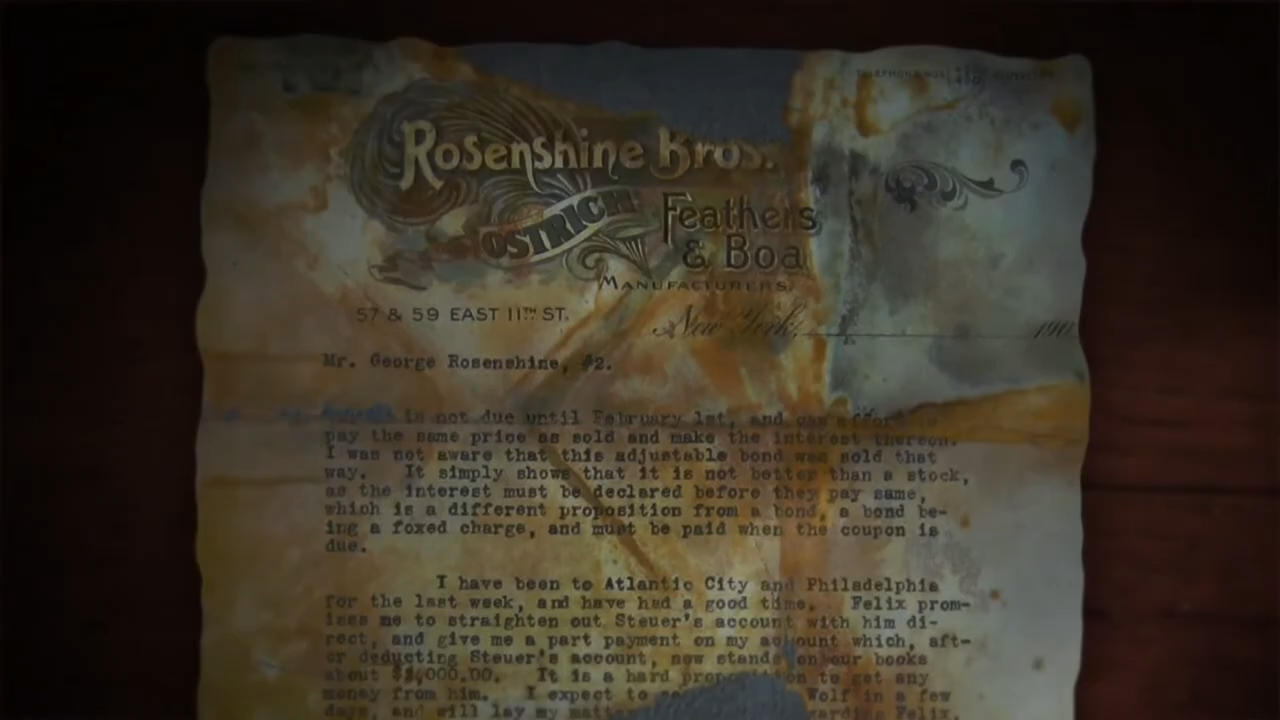 TELEPHONE NOS
Rosenshine Bros.
OSTRICH
Feathers
& Boa
MANUFACTURERS.
57 & 59 EAST 11TH ST.
New York, 190
Mr. George Rosenshine, #2.
is not due until February 1st, and can afford to
pay the same price as sold and make the interest thereon.
I was not aware that this adjustable bond was sold that
way. It simply shows that it is not better than a stock,
as the interest must be declared before they pay same,
which is a different proposition from a bond, a bond be-
ing a foxed charge, and must be paid when the coupon is
due.
I have been to Atlantic City and Philadelphia
for the last week, and have had a good time. Felix prom-
ises me to straighten out Steuer's account with him di-
rect, and give me a part payment on my account which, aft-
er deducting Steuer's account, now stands on our books
about 000.00. It is a hard proposition to get any
money from him. I expect to Wolf in a few
days, and will lay my matter Felix.